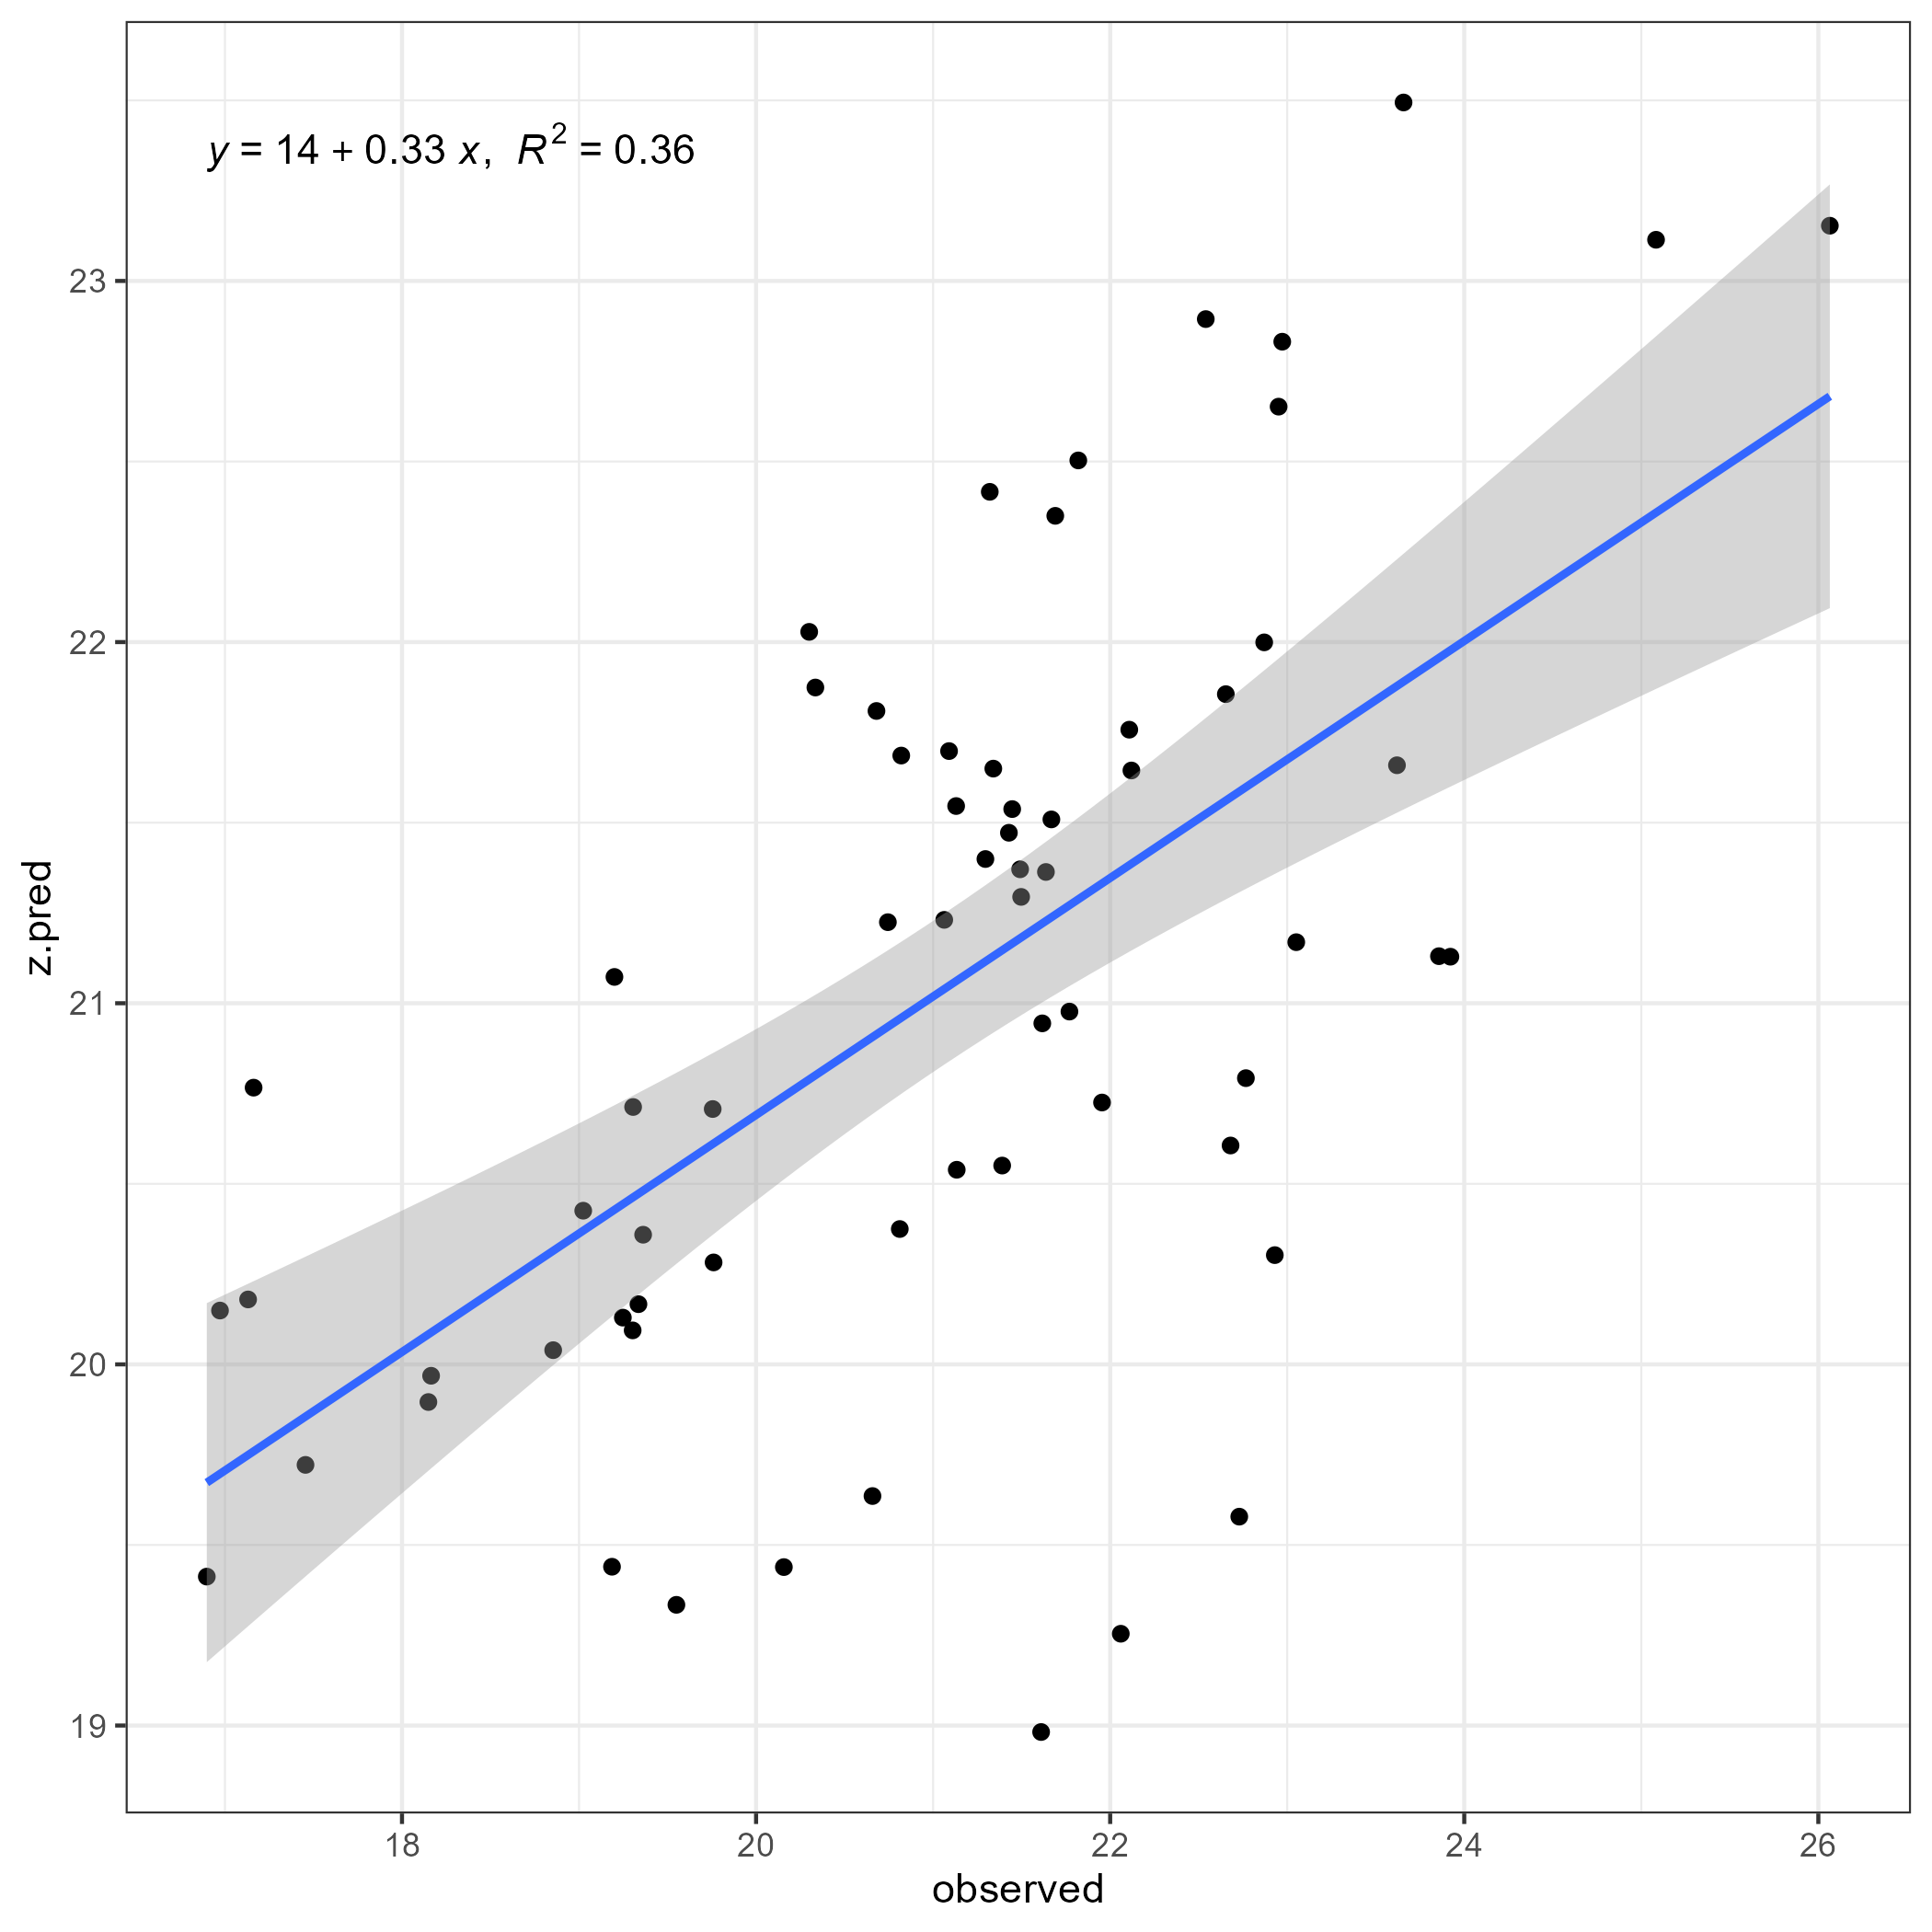 y = 14 + 0.33 x, R² = 0.36
23
22
21
20
19
z.pred
18 20 22 24 26
observed